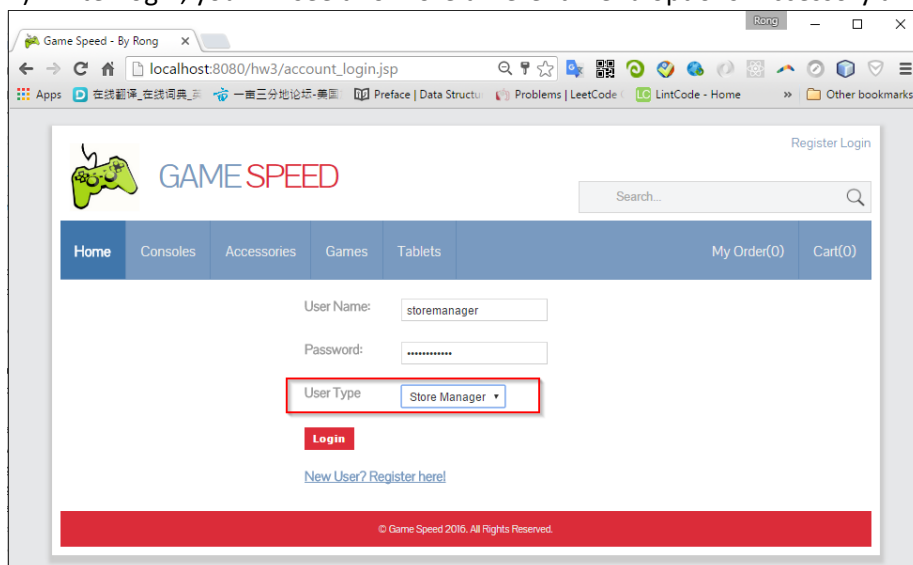 Rong
Game Speed - By Rong
localhost:8080/hw3/account_login.jsp
Apps 在线翻译_在线词典_ 一亩三分地论坛-美国 Preface | Data Structu Problems | LeetCode LintCode - Home » Other bookmarks
Register Login
GAME SPEED
Search...
Home Consoles Accessories Games Tablets My Order(0) Cart(0)
User Name: storemanager
Password: ••••••••••••
User Type Store Manager
Login
New User? Register here!
© Game Speed 2016. All Rights Reserved.